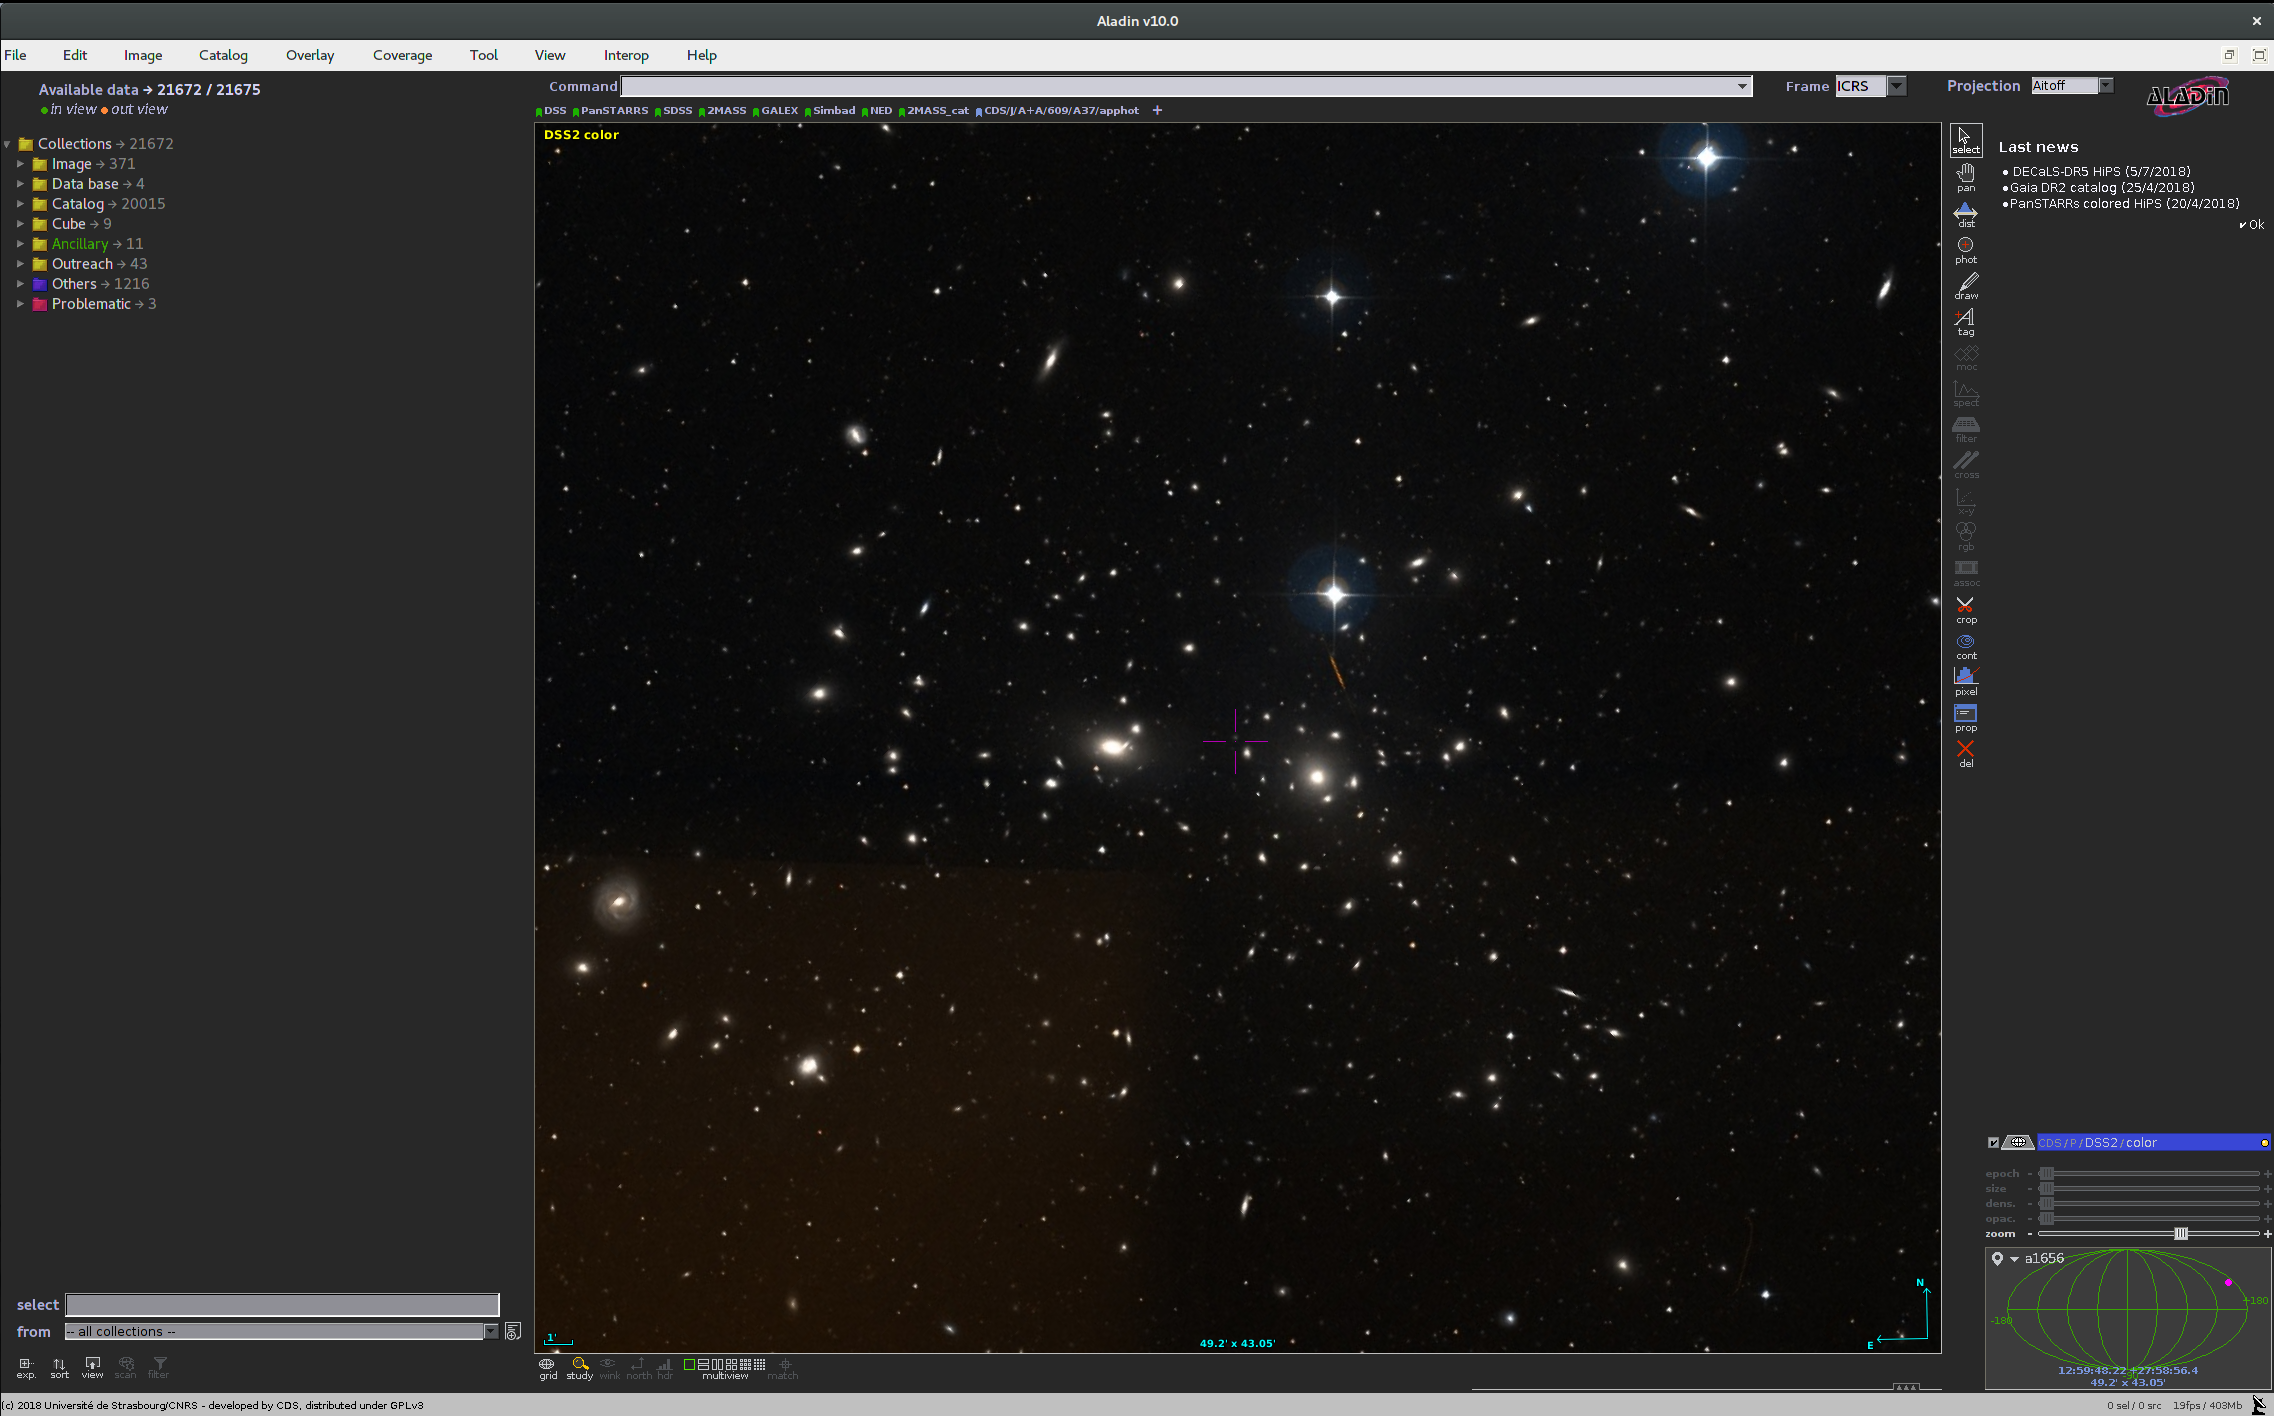 Aladin v10.0
File Edit Image Catalog Overlay Coverage Tool View Interop Help
Available data → 21672 / 21675
in view out view
Command
Frame ICRS
Projection Aitoff
ALADIN
DSS PanSTARRS SDSS 2MASS GALEX Simbad NED 2MASS_cat CDS/J/A+A/609/A37/apphot +
Collections → 21672
Image → 371
Data base → 4
Catalog → 20015
Cube → 9
Ancillary → 11
Outreach → 43
Others → 1216
Problematic → 3
DSS2 color
select
pan
dist
phot
draw
tag
moc
spect
filter
cross
x-y
rgb
assoc
crop
cont
pixel
prop
del
Last news
• DECaLS-DR5 HiPS (5/7/2018)
•Gaia DR2 catalog (25/4/2018)
•PanSTARRs colored HiPS (20/4/2018)
Ok
CDS/P/DSS2/color
epoch - +
size - +
dens. - +
opac. - +
zoom - +
a1656
+180
-180
-90
12:59:48.22 +27:58:56.4
49.2' x 43.05'
N
E
1'
49.2' x 43.05'
select
from -- all collections --
exp. sort view scan filter
grid study wink north hdr multiview match
(c) 2018 Université de Strasbourg/CNRS - developed by CDS, distributed under GPLv3
0 sel / 0 src 19fps / 403Mb